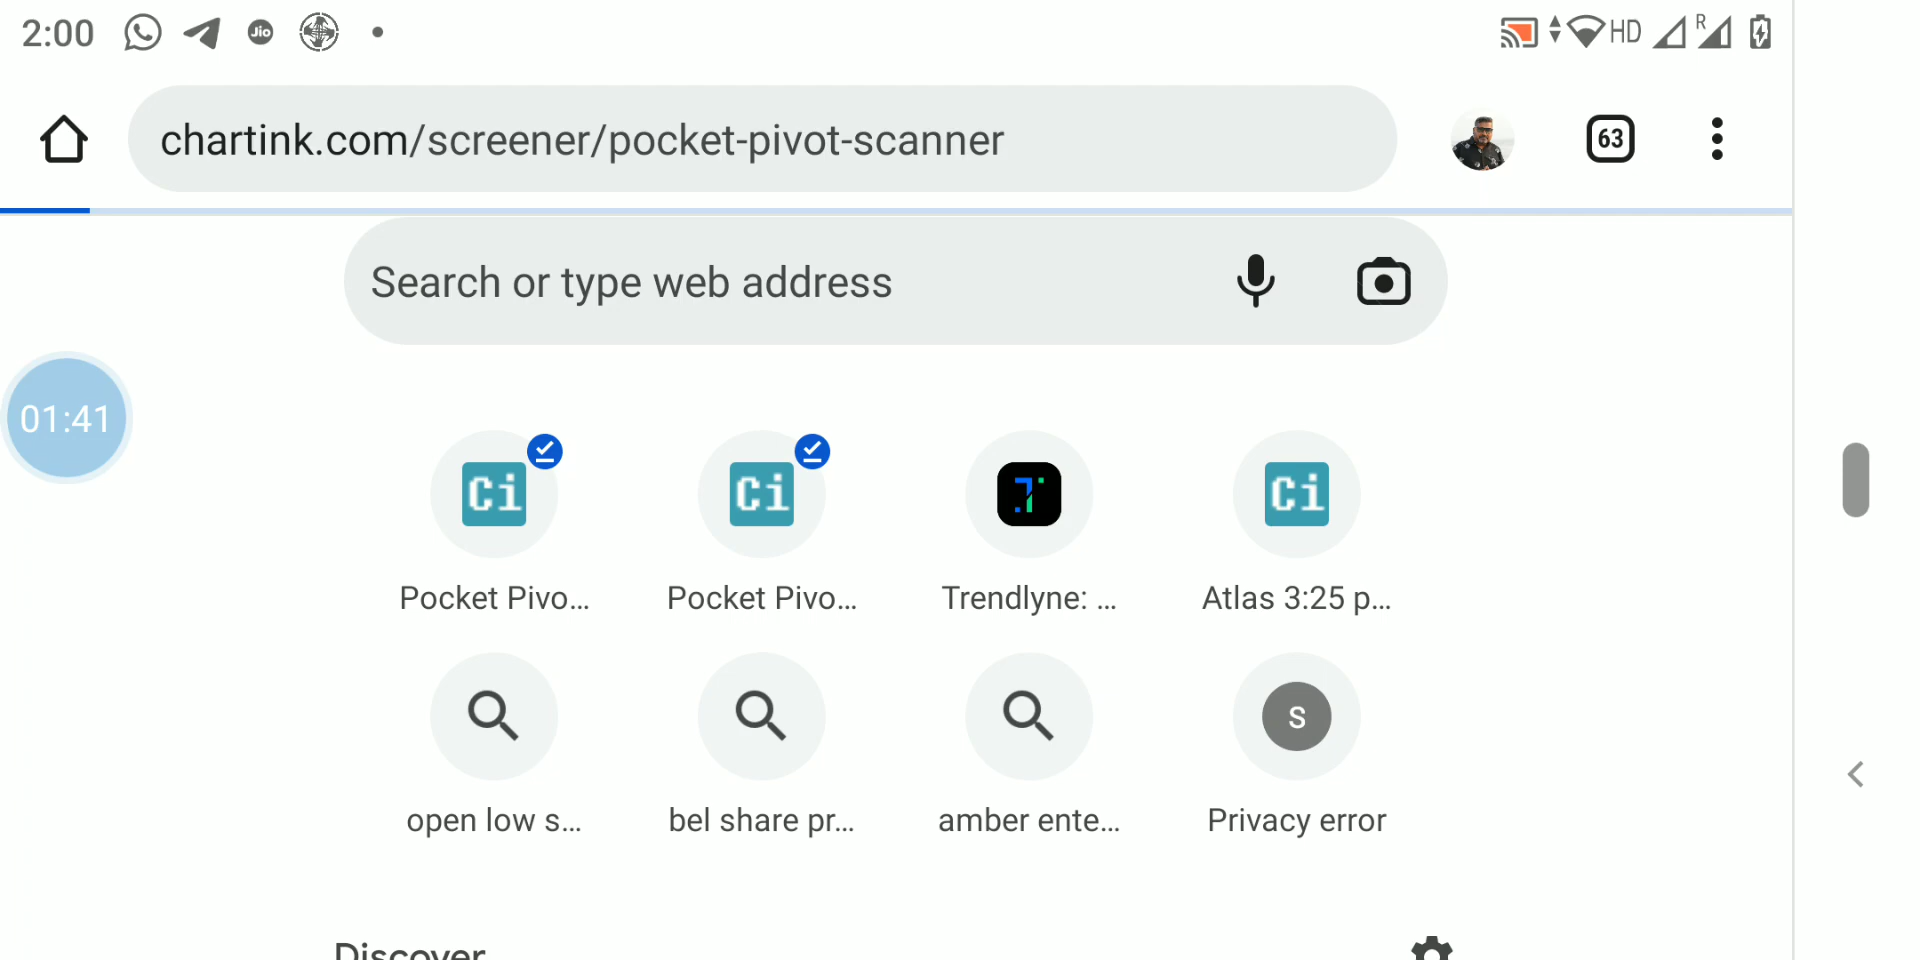 2:00 Jio HD R
chartink.com/screener/pocket-pivot-scanner 63
Search or type web address
01:41
Ci Ci Ci
Pocket Pivo... Pocket Pivo... Trendlyne: ... Atlas 3:25 p...
S
open low s... bel share pr... amber ente... Privacy error
Discover